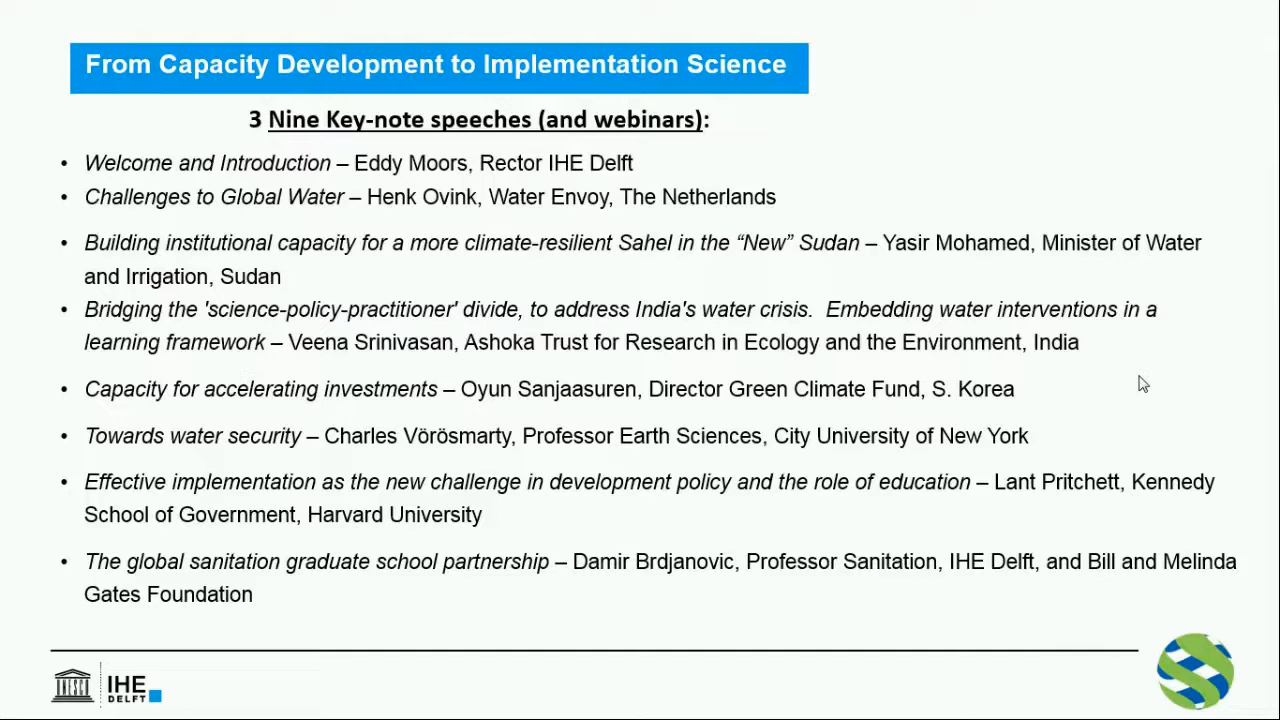 From Capacity Development to Implementation Science
3 Nine Key-note speeches (and webinars):
• Welcome and Introduction – Eddy Moors, Rector IHE Delft
• Challenges to Global Water – Henk Ovink, Water Envoy, The Netherlands
• Building institutional capacity for a more climate-resilient Sahel in the “New” Sudan – Yasir Mohamed, Minister of Water
and Irrigation, Sudan
• Bridging the 'science-policy-practitioner' divide, to address India's water crisis.  Embedding water interventions in a
learning framework – Veena Srinivasan, Ashoka Trust for Research in Ecology and the Environment, India
• Capacity for accelerating investments – Oyun Sanjaasuren, Director Green Climate Fund, S. Korea
• Towards water security – Charles Vörösmarty, Professor Earth Sciences, City University of New York
• Effective implementation as the new challenge in development policy and the role of education – Lant Pritchett, Kennedy
School of Government, Harvard University
• The global sanitation graduate school partnership – Damir Brdjanovic, Professor Sanitation, IHE Delft, and Bill and Melinda
Gates Foundation
UNESCO
IHE
DELFT